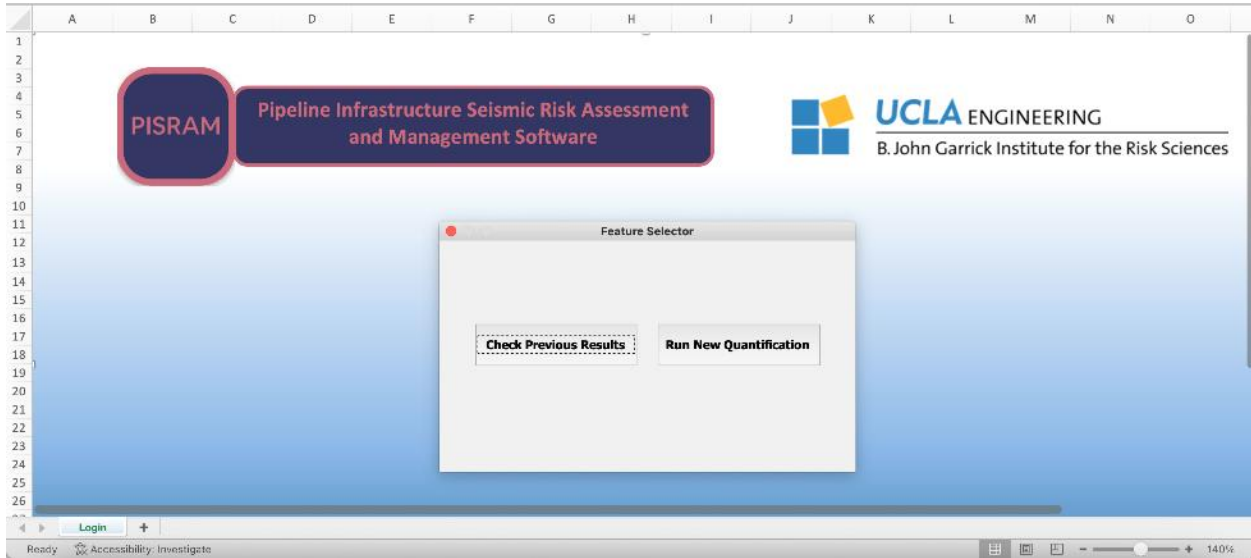 A B C D E F G H I J K L M N O
1
2
3
4
5
6
7
8
9
10
11
12
13
14
15
16
17
18
19
20
21
22
23
24
25
26
PISRAM
Pipeline Infrastructure Seismic Risk Assessment
and Management Software
UCLA ENGINEERING
B. John Garrick Institute for the Risk Sciences
Feature Selector
Check Previous Results
Run New Quantification
Login +
Ready Accessibility: Investigate
- + 140%